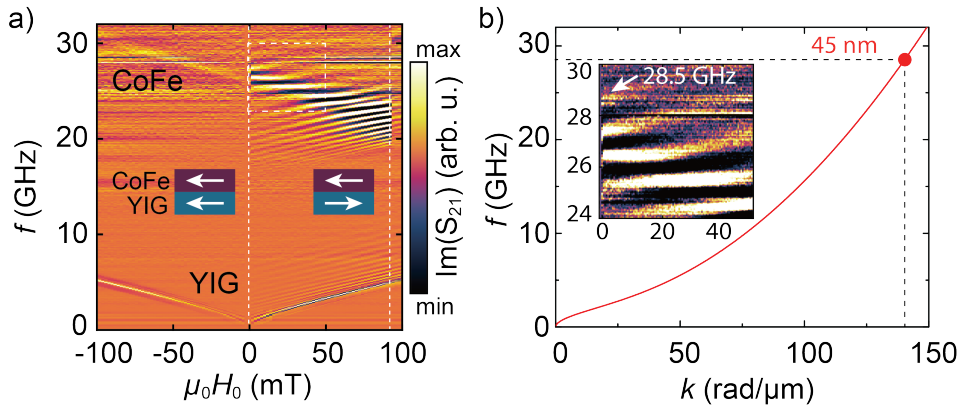 a)
30
20
10
0
f (GHz)
CoFe
CoFe
YIG
YIG
-100
-50
0
50
100
μ₀H₀ (mT)
max
min
Im(S₂₁) (arb. u.)
b)
30
20
10
0
f (GHz)
45 nm
28.5 GHz
30
28
26
24
0
20
40
0
50
100
150
k (rad/μm)